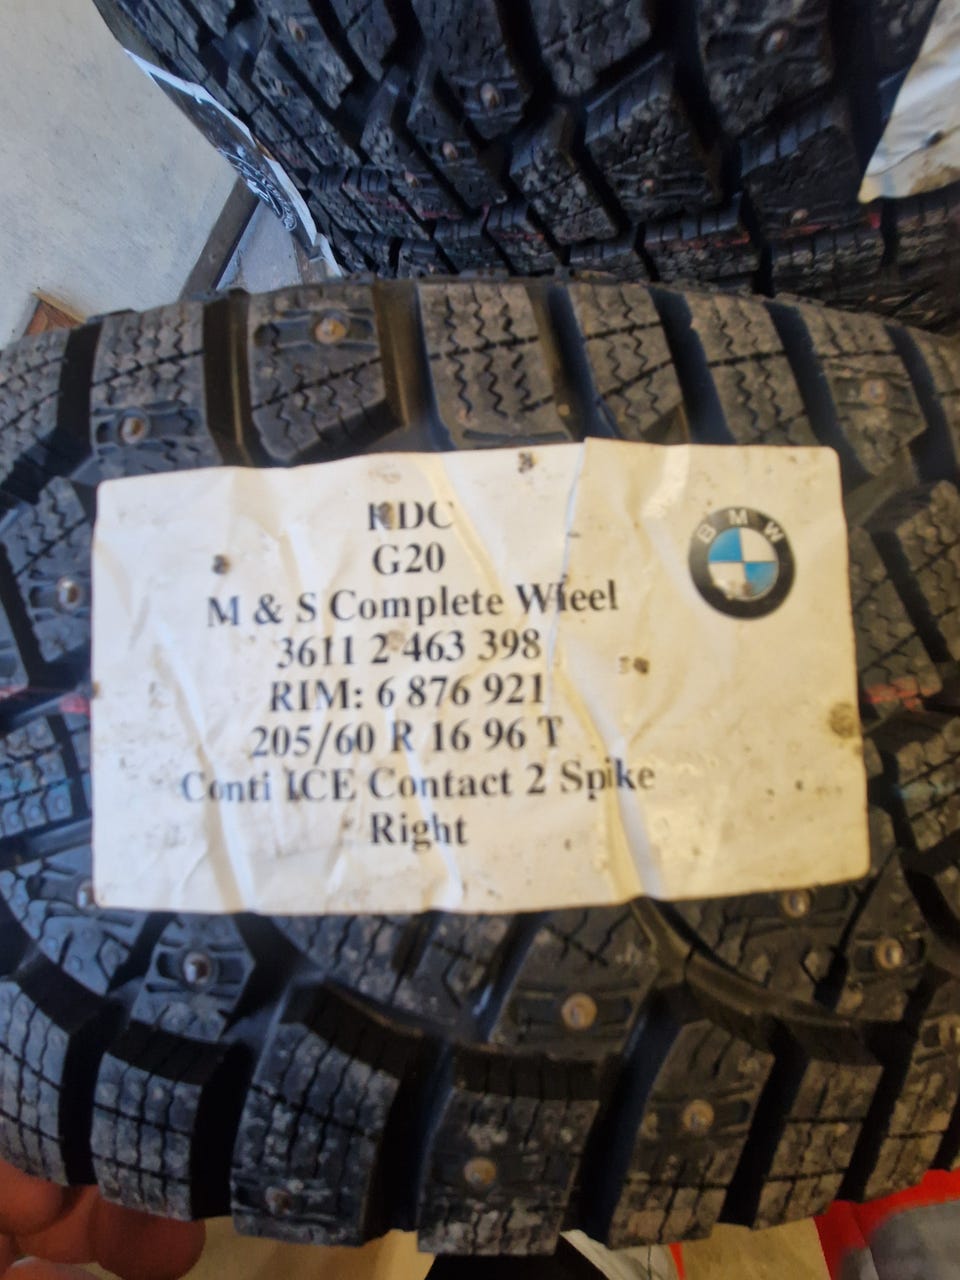 RDC
G20
M & S Complete Wheel
3611 2 463 398
RIM: 6 876 921
205/60 R 16 96 T
Conti ICE Contact 2 Spike
Right
BMW